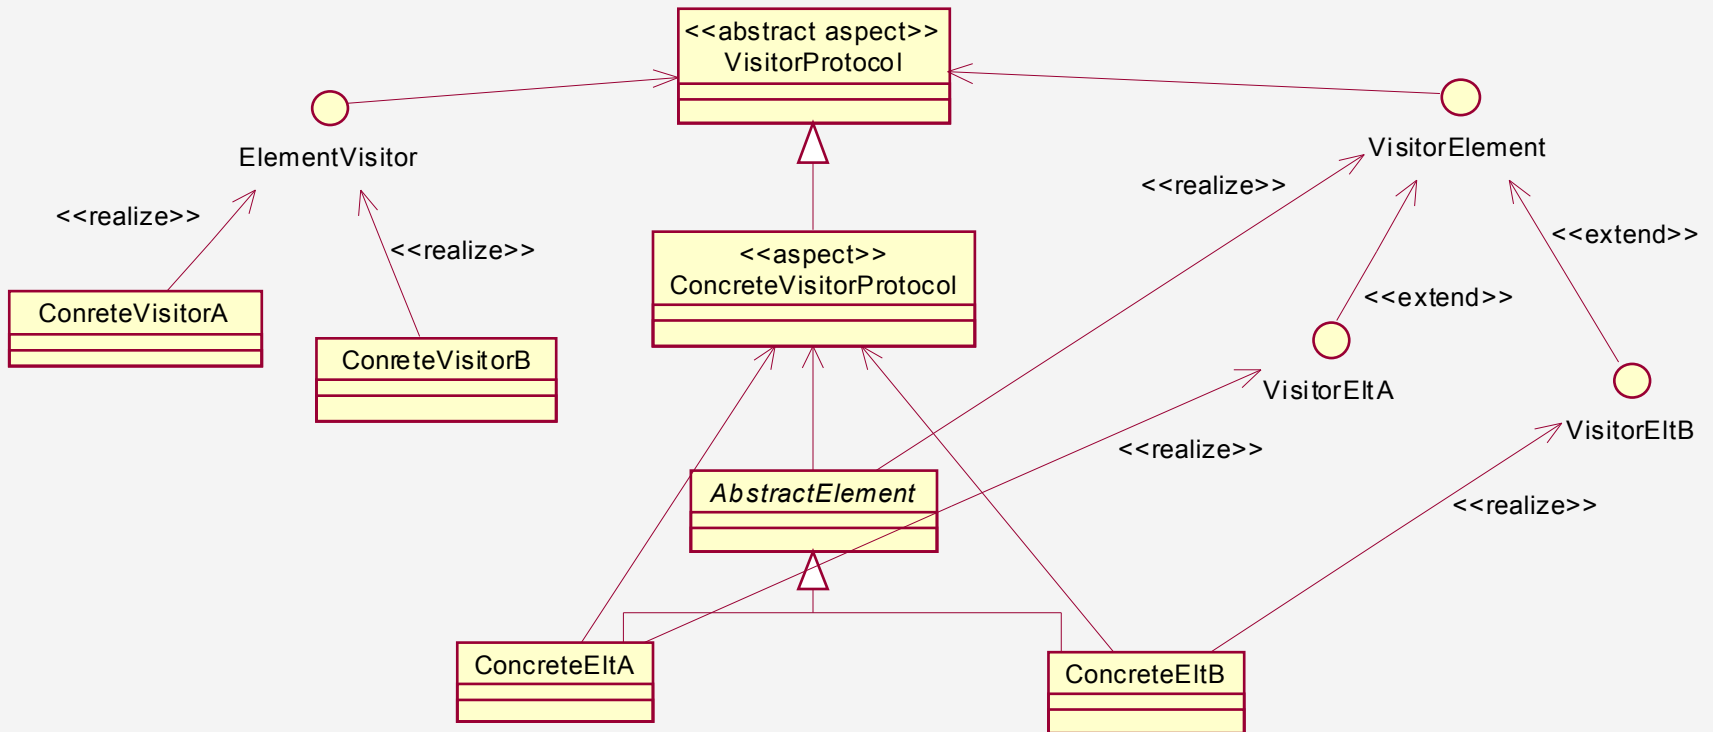 <<abstract aspect>>
VisitorProtocol
ElementVisitor
VisitorElement
<<realize>>
<<realize>>
<<realize>>
<<extend>>
<<aspect>>
ConcreteVisitorProtocol
<<extend>>
ConreteVisitorA
ConreteVisitorB
VisitorEltA
VisitorEltB
<<realize>>
AbstractElement
<<realize>>
ConcreteEltA
ConcreteEltB